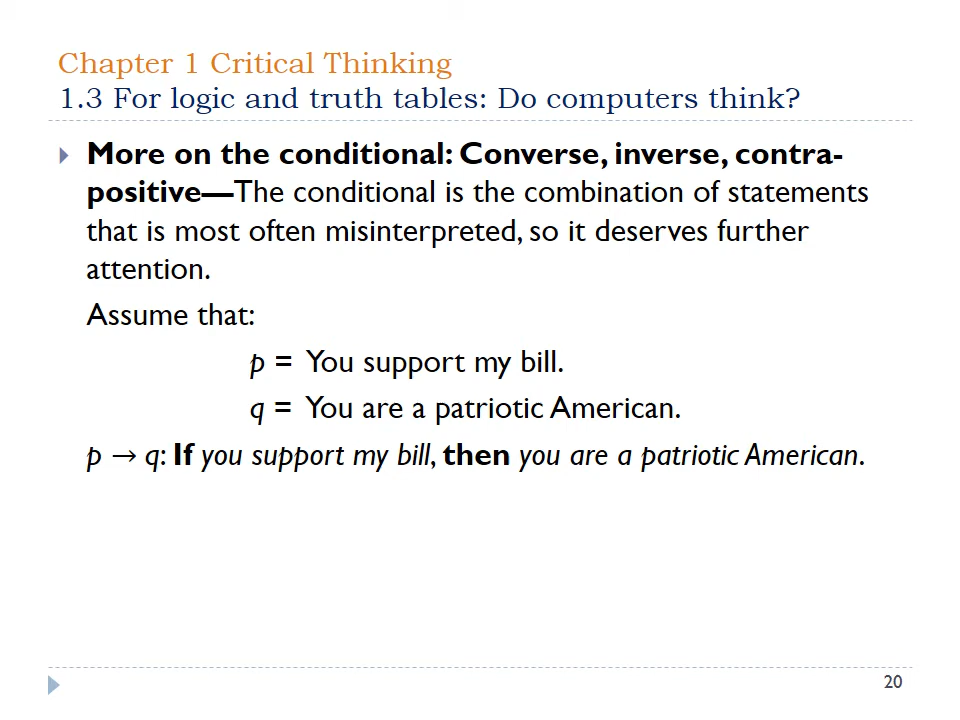 Chapter 1 Critical Thinking
1.3 For logic and truth tables: Do computers think?
More on the conditional: Converse, inverse, contra-
positive—The conditional is the combination of statements
that is most often misinterpreted, so it deserves further
attention.
Assume that:
p = You support my bill.
q = You are a patriotic American.
p → q: If you support my bill, then you are a patriotic American.
20